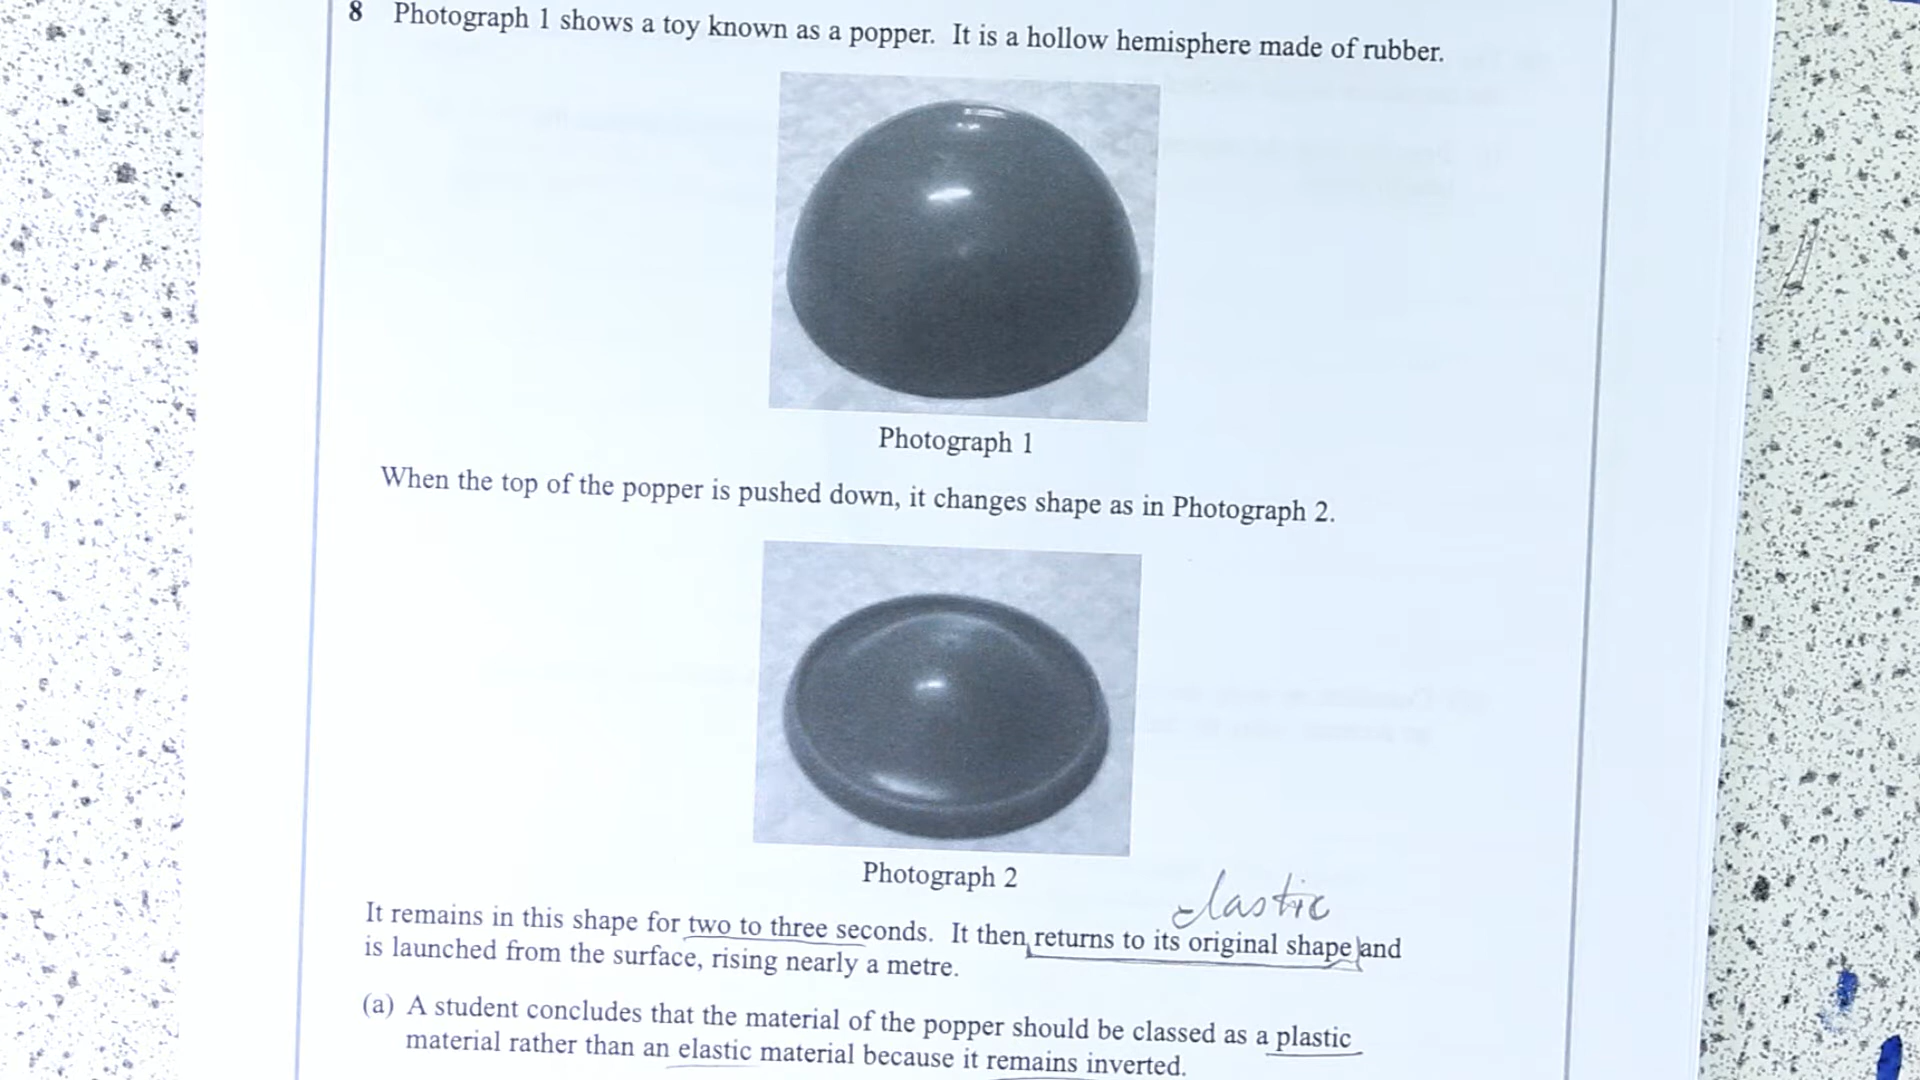 8 Photograph 1 shows a toy known as a popper. It is a hollow hemisphere made of rubber.
Photograph 1
When the top of the popper is pushed down, it changes shape as in Photograph 2.
Photograph 2
elastic
It remains in this shape for two to three seconds. It then returns to its original shape and
is launched from the surface, rising nearly a metre.
(a) A student concludes that the material of the popper should be classed as a plastic
material rather than an elastic material because it remains inverted.